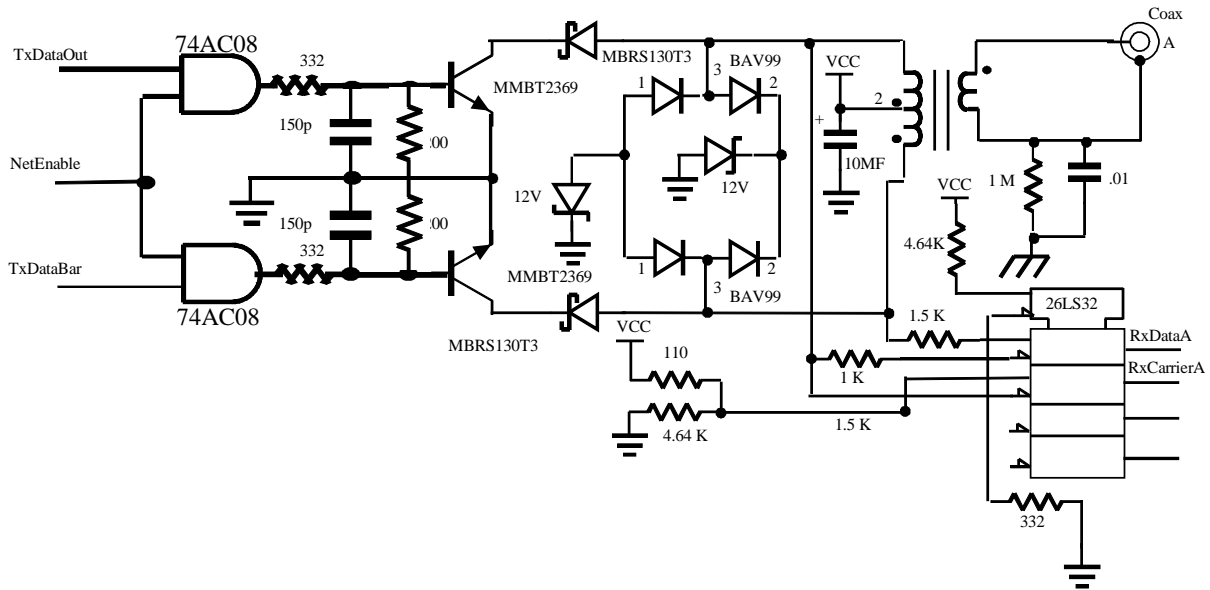 Coax
A
TxDataOut
74AC08
332
MBRS130T3
MMBT2369
3
BAV99
VCC
1
2
2
150p
+
10MF
NetEnable
12V
12V
1 M
.01
VCC
150p
332
4.64K
TxDataBar
1
2
3
MMBT2369
BAV99
74AC08
26LS32
MBRS130T3
VCC
1.5 K
RxDataA
110
1 K
RxCarrierA
4.64 K
1.5 K
332